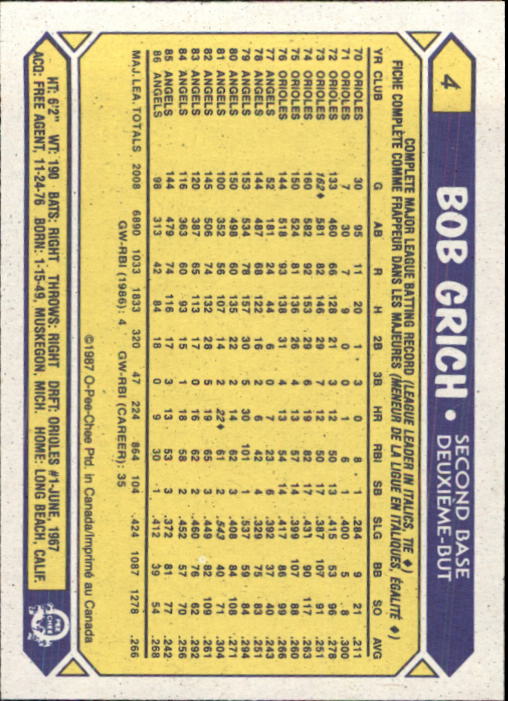 4
BOB GRICH • SECOND BASE
DEUXIEME-BUT
COMPLETE MAJOR LEAGUE BATTING RECORD (LEAGUE LEADER IN ITALICS, TIE ♦)
FICHE COMPLÈTE COMME FRAPPEUR DANS LES MAJEURES (MENEUR DE LA LIGUE EN ITALIQUES, ÉGALITÉ ♦)
YR CLUB G AB R H 2B 3B HR RBI SB SLG BB SO AVG
70 ORIOLES 30 95 11 20 1 3 0 8 1 .284 9 21 .211
71 ORIOLES 7 30 7 9 0 0 1 6 1 .400 5 8 .300
72 ORIOLES 133 460 66 128 21 3 12 50 13 .415 53 96 .278
73 ORIOLES 162♦ 581 82 146 29 7 12 50 17 .387 107 91 .251
74 ORIOLES 160 582 92 153 29 6 19 82 17 .431 90 117 .263
75 ORIOLES 150 524 81 136 26 4 13 57 14 .399 107 88 .260
76 ORIOLES 144 518 93 138 31 4 13 54 14 .417 86 99 .266
77 ANGELS 52 181 24 44 6 0 7 23 6 .392 37 40 .243
78 ANGELS 144 487 68 122 16 2 6 42 4 .329 75 83 .251
79 ANGELS 153 534 78 157 30 5 30 101 1 .537 59 84 .294
80 ANGELS 150 498 60 135 22 2 14 62 3 .408 84 108 .271
81 ANGELS 100 352 56 107 14 2 22♦ 61 2 .543 40 71 .304
82 ANGELS 145 506 74 132 28 5 19 65 3 .449 82 109 .261
83 ANGELS 120 387 65 113 17 0 16 62 2 .460 76 62 .292
84 ANGELS 116 363 60 93 15 1 18 58 2 .452 57 70 .256
85 ANGELS 144 479 74 116 17 3 13 53 3 .372 81 77 .242
86 ANGELS 98 313 42 84 18 0 9 30 1 .412 39 54 .268
MAJ. LEA. TOTALS 2008 6890 1033 1833 320 47 224 864 104 .424 1087 1278 .266
GW-RBI (1986): 4 GW-RBI (CAREER): 35
©1987 O-Pee-Chee Ptd. in Canada/Imprimé au Canada
HT: 6'2" WT: 190 BATS: RIGHT THROWS: RIGHT DRFT: ORIOLES #1-JUNE, 1967
ACQ: FREE AGENT, 11-24-76 BORN: 1-15-49, MUSKEGON, MICH. HOME: LONG BEACH, CALIF.
O
PEE
CHEE